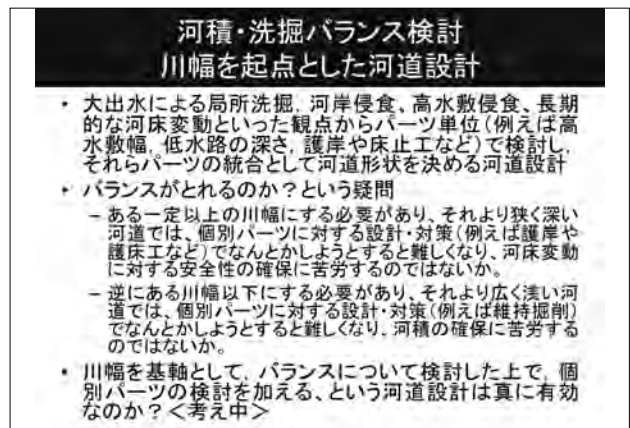 河積・洗掘バランス検討
川幅を起点とした河道設計
・ 大出水による局所洗掘，河岸侵食、高水敷侵食、長期
的な河床変動といった観点からパーツ単位（例えば高
水敷幅，低水路の深さ，護岸や床止工など）で検討し，
それらパーツの統合として河道形状を決める河道設計
・ バランスがとれるのか？という疑問
– ある一定以上の川幅にする必要があり、それより狭く深い
河道では、個別パーツに対する設計・対策（例えば護岸や
護床工など）でなんとかしようとすると難しくなり、河床変動
に対する安全性の確保に苦労するのではないか。
– 逆にある川幅以下にする必要があり、それより広く浅い河
道では、個別パーツに対する設計・対策（例えば維持掘削）
でなんとかしようとすると難しくなり、河積の確保に苦労する
のではないか。
・ 川幅を基軸として，バランスについて検討した上で，個
別パーツの検討を加える、という河道設計は真に有効
なのか？＜考え中＞